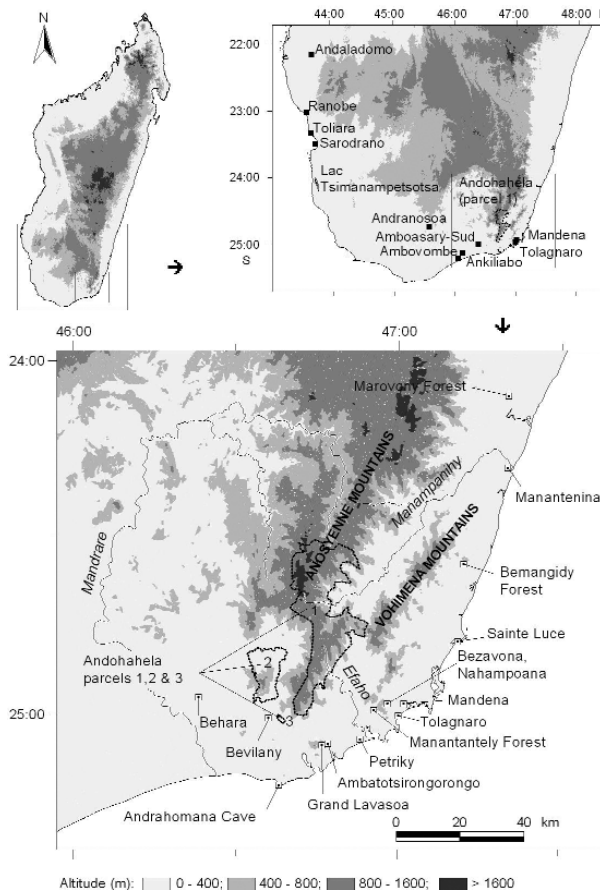 N
44:00 45:00 46:00 47:00 48:0
22:00
Andaladomo
23:00
Ranobe
Toliara
Sarodrano
24:00
Lac
Tsimanampetsotsa
Andohahela
(parcel 1)
Andranosoa
Amboasary-Sud
Mandena
25:00
Ambovombe
Tolagnaro
S
Ankiliabo
46:00 47:00
24:00
Marovony Forest
ANOSYENNE MOUNTAINS
Manampaniny
Manantenina
Mandrare
VOHIMENA MOUNTAINS
Bemangidy
Forest
Sainte Luce
Andohahela
parcels 1,2 & 3
2
Efaho
Bezavona,
Nahampoana
Mandena
25:00
Behara
3
Tolagnaro
Bevilany
Manantantely Forest
Petriky
Ambatotsirongorongo
Andrahomana Cave
Grand Lavasoa
0 20 40 km
Altitude (m): 0 - 400; 400 - 800; 800 - 1600; > 1600